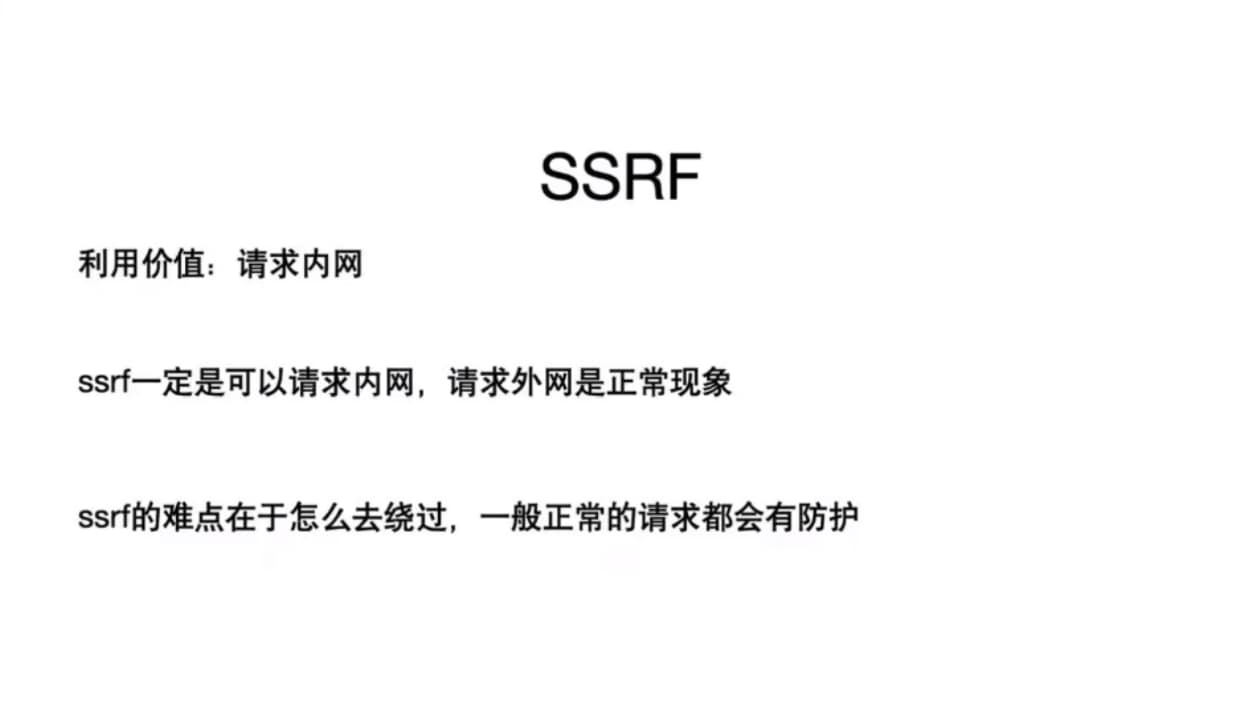 SSRF
利用价值：请求内网
ssrf一定是可以请求内网，请求外网是正常现象
ssrf的难点在于怎么去绕过，一般正常的请求都会有防护